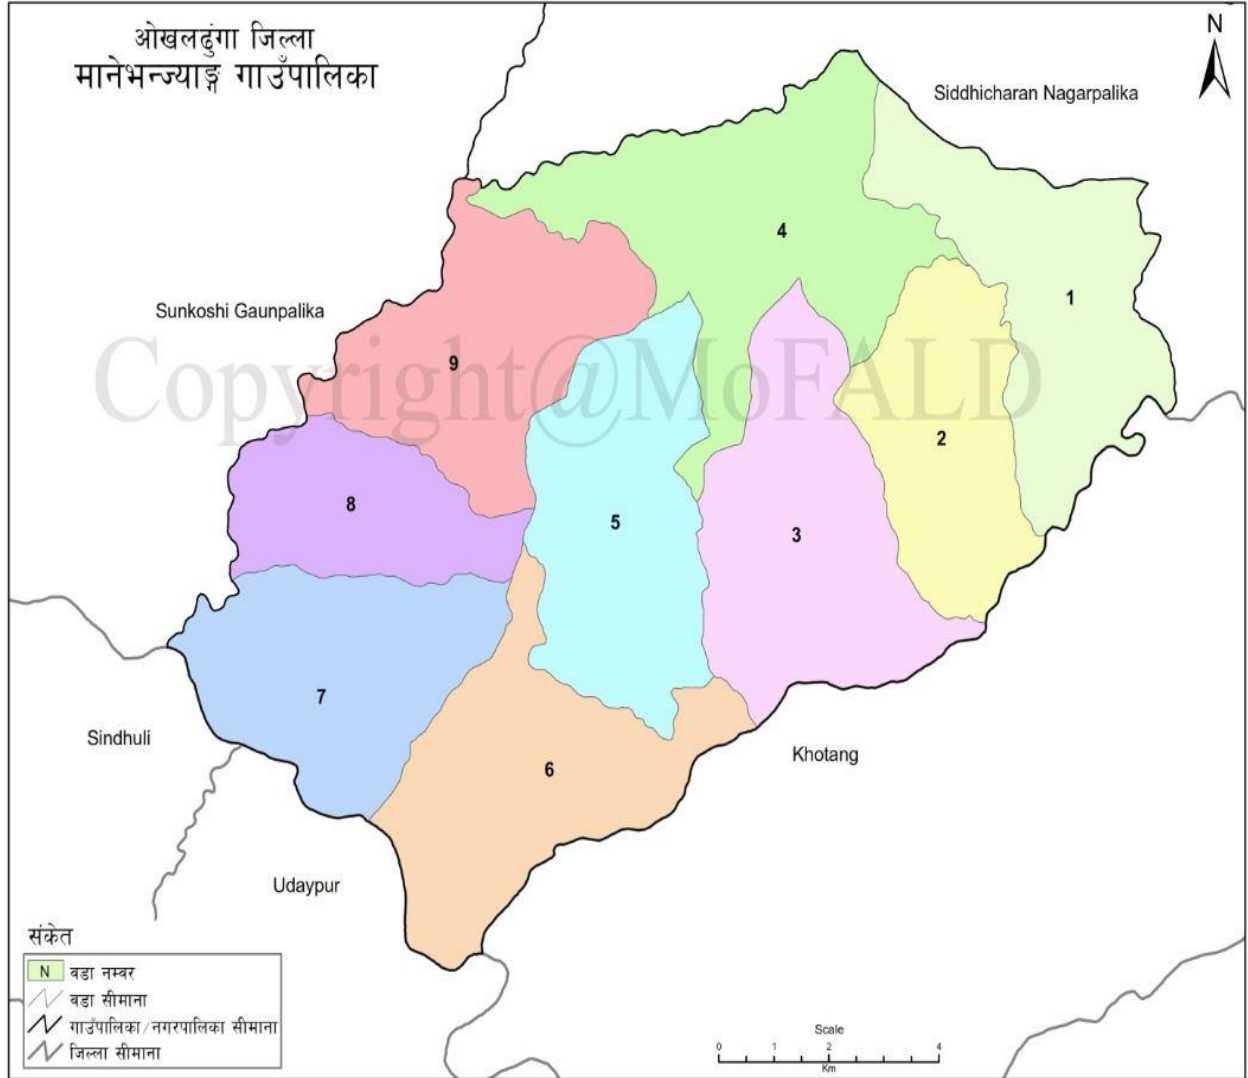 ओखलढुंगा जिल्ला
मानेभन्ज्याङ्ग गाउँपालिका
N
Siddhicharan Nagarpalika
4
1
Sunkoshi Gaunpalika
9
Copyright@MoFALD
2
8
5
3
7
Sindhuli
6
Khotang
Udaypur
संकेत
N वडा नम्बर
वडा सीमाना
गाउँपालिका/नगरपालिका सीमाना
जिल्ला सीमाना
Scale
0 1 2 4
Km